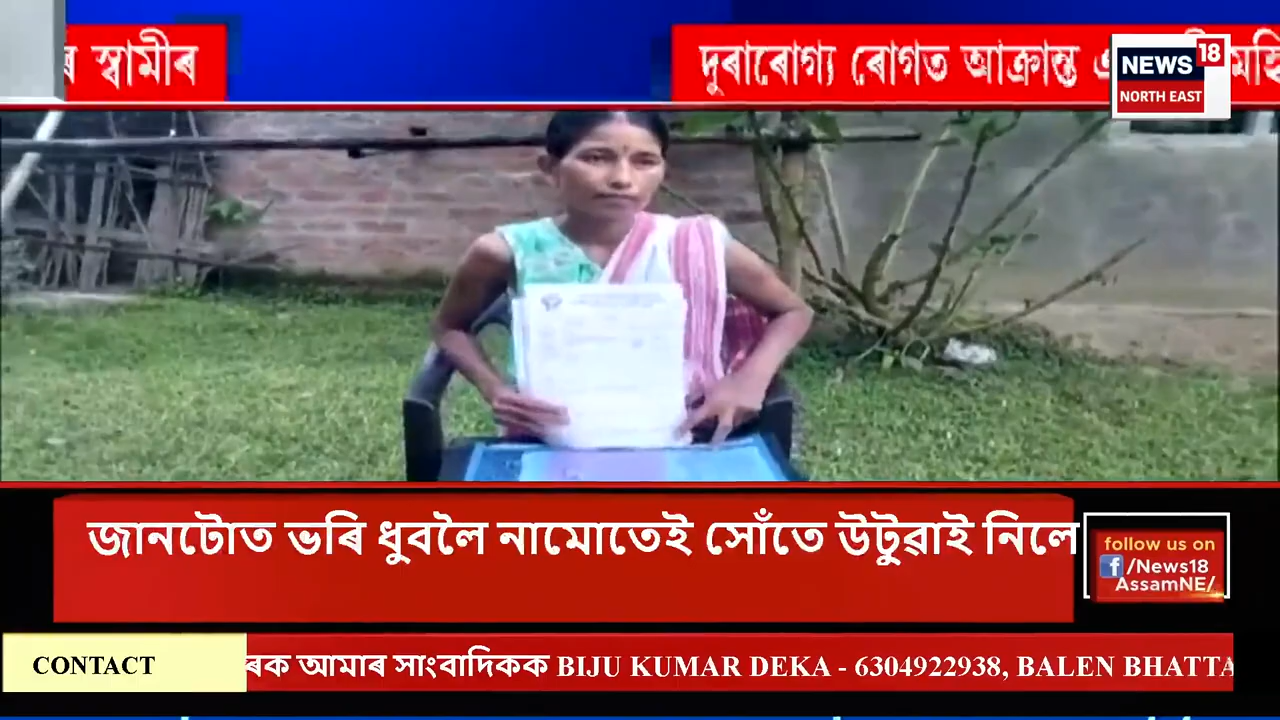 ৰ স্বামীৰ
দুৰাৰোগ্য ৰোগত আক্ৰান্ত
NEWS 18
NORTH EAST
জানটোত ভৰি ধুবলৈ নামোতেই সোঁতে উটুৱাই নিলে
follow us on
f/News18
AssamNE/
CONTACT
ৰক আমাৰ সাংবাদিকক BIJU KUMAR DEKA - 6304922938, BALEN BHATTA